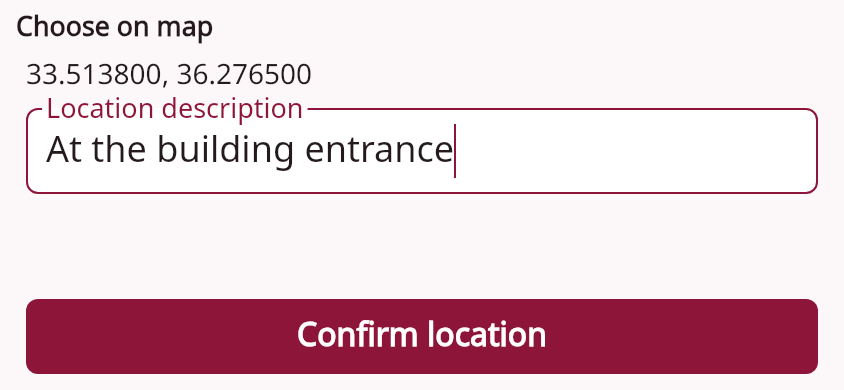 Choose on map
33.513800, 36.276500
Location description
At the building entrance
Confirm location